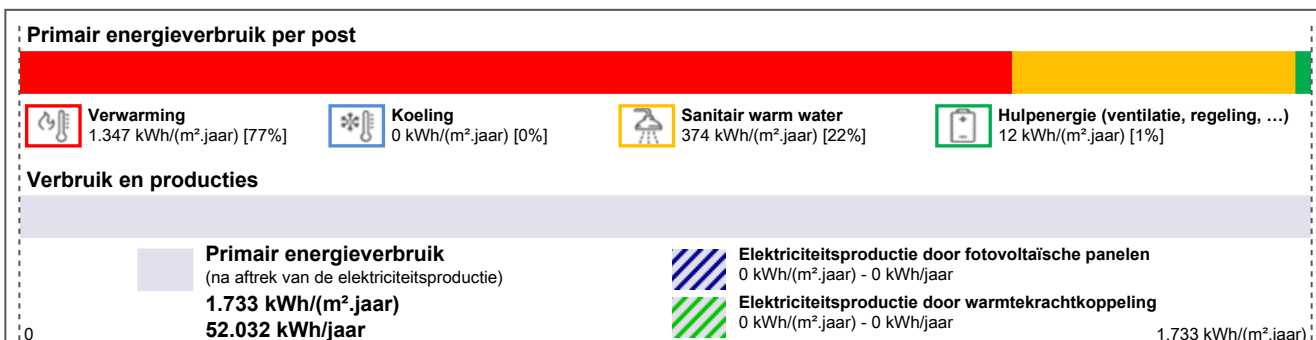 Primair energieverbruik per post
Verwarming
1.347 kWh/(m².jaar) [77%]
Koeling
0 kWh/(m².jaar) [0%]
Sanitair warm water
374 kWh/(m².jaar) [22%]
Hulpenergie (ventilatie, regeling, …)
12 kWh/(m².jaar) [1%]
Verbruik en producties
Primair energieverbruik
(na aftrek van de elektriciteitsproductie)
1.733 kWh/(m².jaar)
52.032 kWh/jaar
Elektriciteitsproductie door fotovoltaïsche panelen
0 kWh/(m².jaar) - 0 kWh/jaar
Elektriciteitsproductie door warmtekrachtkoppeling
0 kWh/(m².jaar) - 0 kWh/jaar
0
1.733 kWh/(m².jaar)